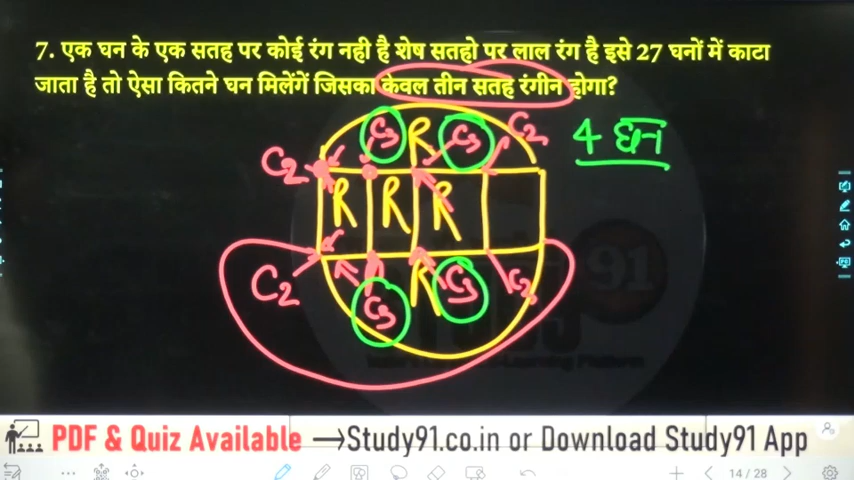 7. एक घन के एक सतह पर कोई रंग नही है शेष सतहो पर लाल रंग है इसे 27 घनों में काटा
जाता है तो ऐसा कितने घन मिलेंगें जिसका केवल तीन सतह रंगीन होगा?
C3 R C3 C2 4 घन
C2
R R R
91
C2 C3 R C3 C2
PDF & Quiz Available →Study91.co.in or Download Study91 App
14 / 28